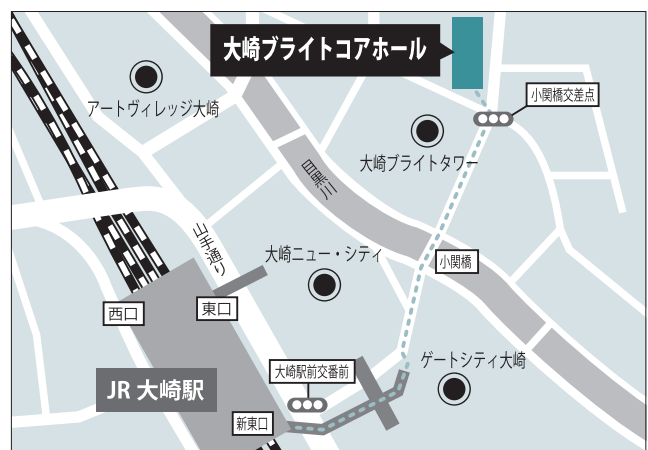 大崎ブライトコアホール
アートヴィレッジ大崎
小関橋交差点
大崎ブライトタワー
目黒川
山手通り
大崎ニュー・シティ
小関橋
西口
東口
ゲートシティ大崎
大崎駅前交番前
JR 大崎駅
新東口